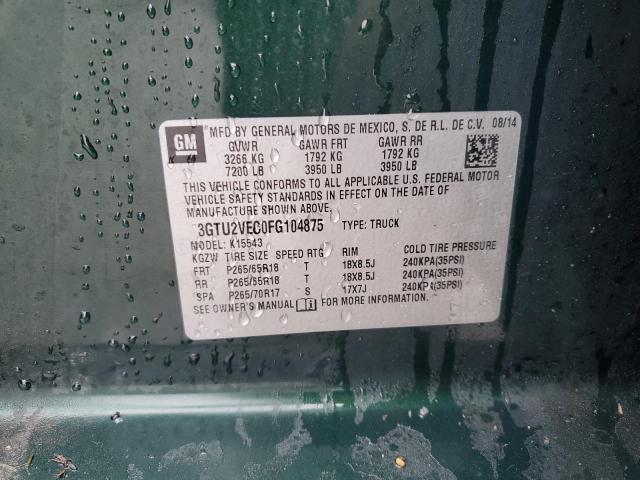 GM
MFD BY GENERAL MOTORS DE MEXICO, S. DE R.L. DE C.V. 08/14
GVWR GAWR FRT GAWR RR
3266 KG 1792 KG 1792 KG
7200 LB 3950 LB 3950 LB
THIS VEHICLE CONFORMS TO ALL APPLICABLE U.S. FEDERAL MOTOR
VEHICLE SAFETY STANDARDS IN EFFECT ON THE DATE OF
MANUFACTURE SHOWN ABOVE.
3GTU2VEC0FG104875 TYPE: TRUCK
MODEL: K15543
KGZW TIRE SIZE SPEED RTG RIM COLD TIRE PRESSURE
FRT P265/65R18 T 18X8.5J 240KPA(35PSI)
RR P265/65R18 T 18X8.5J 240KPA(35PSI)
SPA P265/70R17 S 17X7J 240KPA(35PSI)
SEE OWNER'S MANUAL FOR MORE INFORMATION.